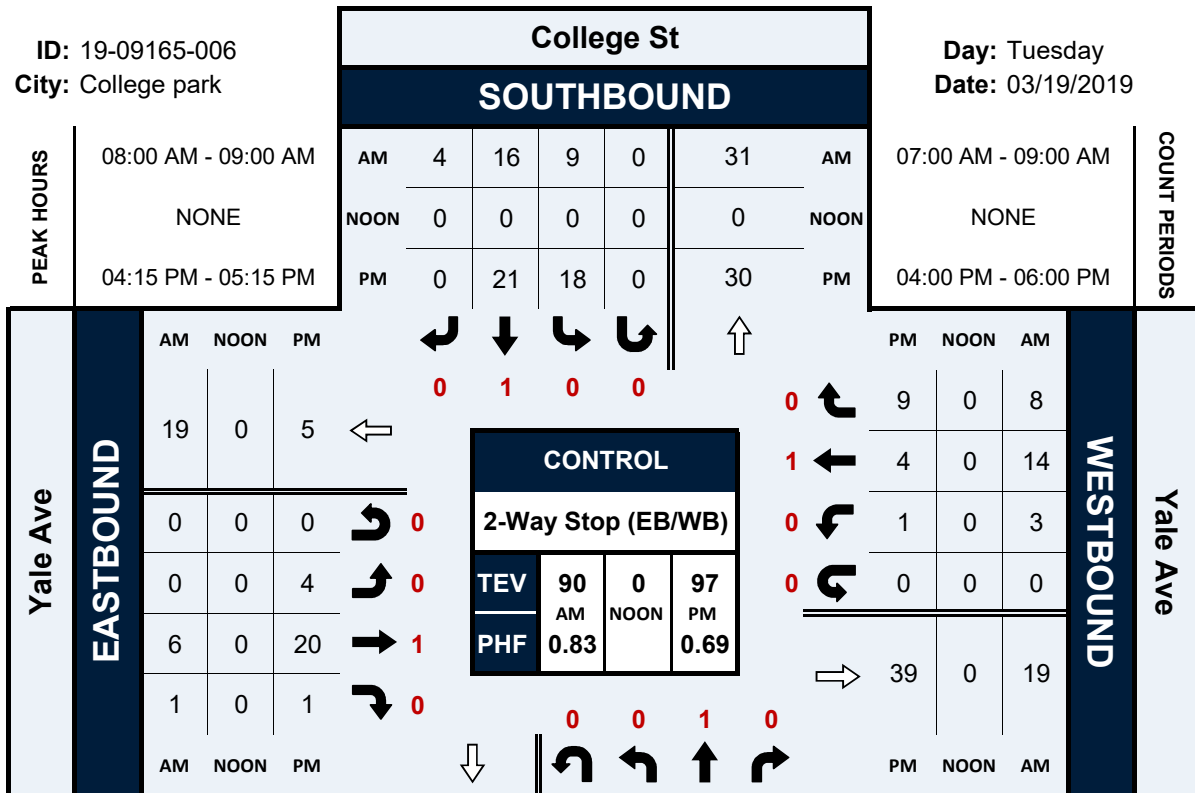 ID: 19-09165-006
City: College park
College St
SOUTHBOUND
Day: Tuesday
Date: 03/19/2019
PEAK HOURS
08:00 AM - 09:00 AM
NONE
04:15 PM - 05:15 PM
AM 4 16 9 0 31 AM
NOON 0 0 0 0 0 NOON
PM 0 21 18 0 30 PM
07:00 AM - 09:00 AM
NONE
04:00 PM - 06:00 PM
COUNT PERIODS
0 1 0 0
Yale Ave
EASTBOUND
AM NOON PM
19 0 5
0 0 0 0
0 0 4 0
6 0 20 1
1 0 1 0
AM NOON PM
CONTROL
2-Way Stop (EB/WB)
TEV 90 0 97
AM NOON PM
PHF 0.83 0.69
PM NOON AM
0 9 0 8
1 4 0 14
0 1 0 3
0 0 0 0
39 0 19
PM NOON AM
WESTBOUND
Yale Ave
0 0 1 0